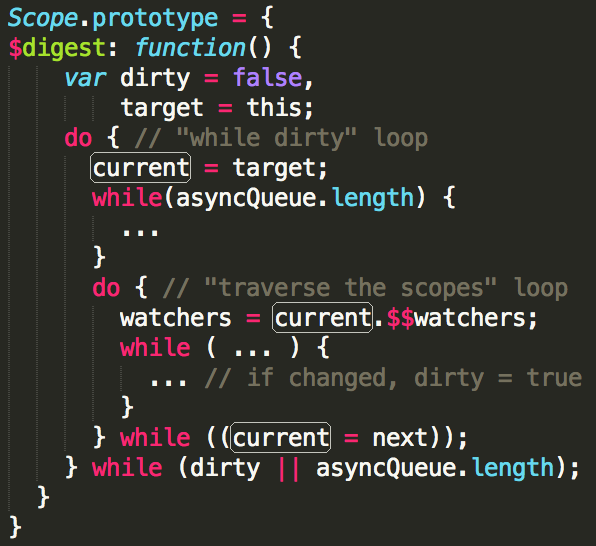 Scope.prototype = {
$digest: function() {
    var dirty = false,
        target = this;
    do { // "while dirty" loop
      current = target;
      while(asyncQueue.length) {
        ...
      }
      do { // "traverse the scopes" loop
        watchers = current.$$watchers;
        while ( ... ) {
          ... // if changed, dirty = true
        }
      } while ((current = next));
    } while (dirty || asyncQueue.length);
  }
}